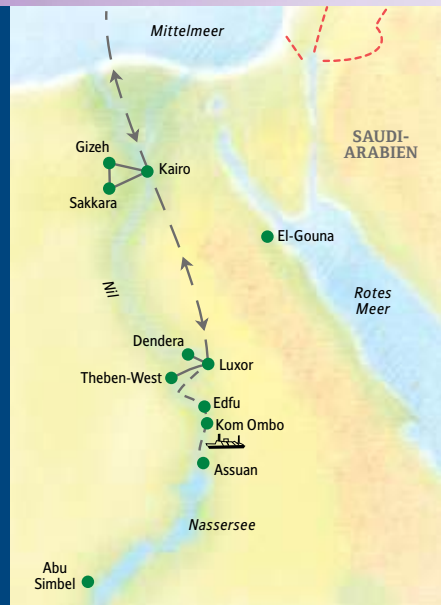 Mittelmeer
Gizeh
Kairo
Sakkara
SAUDI-
ARABIEN
El-Gouna
Nil
Rotes
Meer
Dendera
Luxor
Theben-West
Edfu
Kom Ombo
Assuan
Nassersee
Abu
Simbel